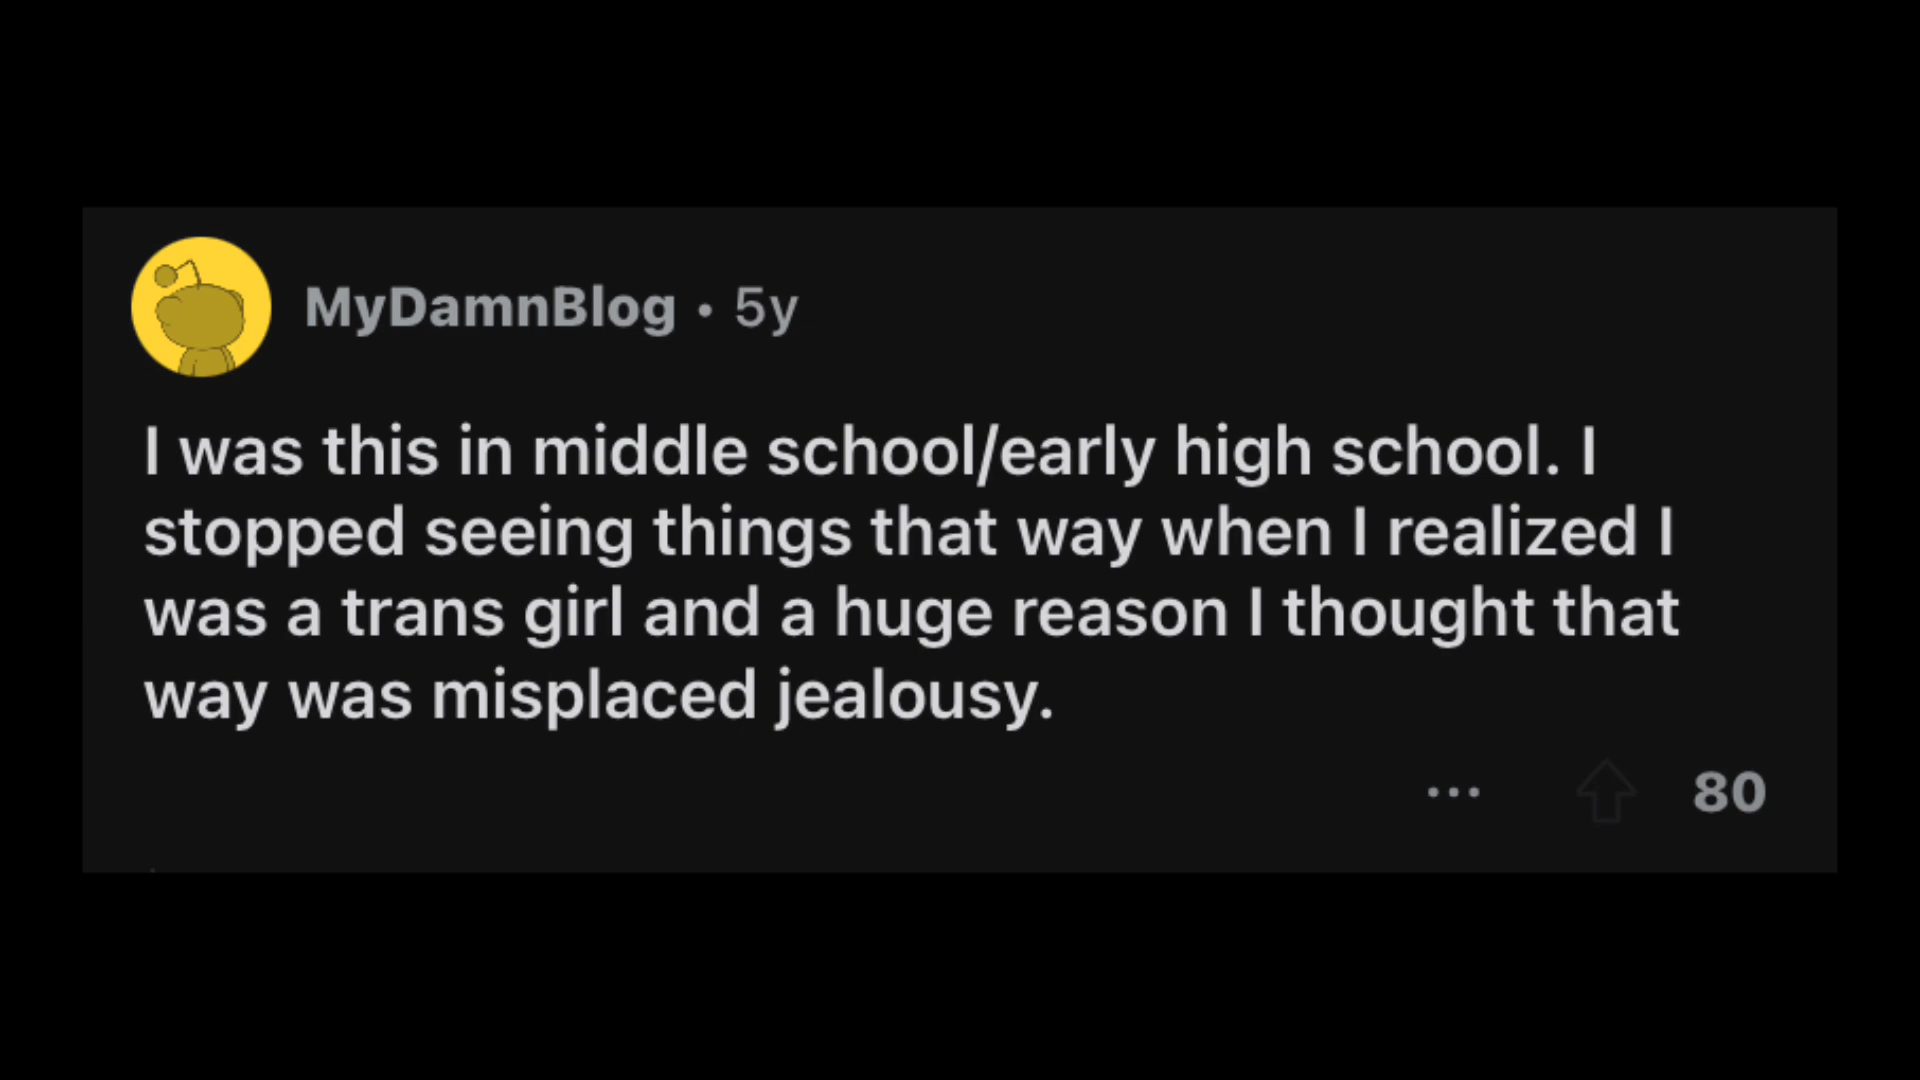 MyDamnBlog • 5y
I was this in middle school/early high school. I
stopped seeing things that way when I realized I
was a trans girl and a huge reason I thought that
way was misplaced jealousy.
... 80